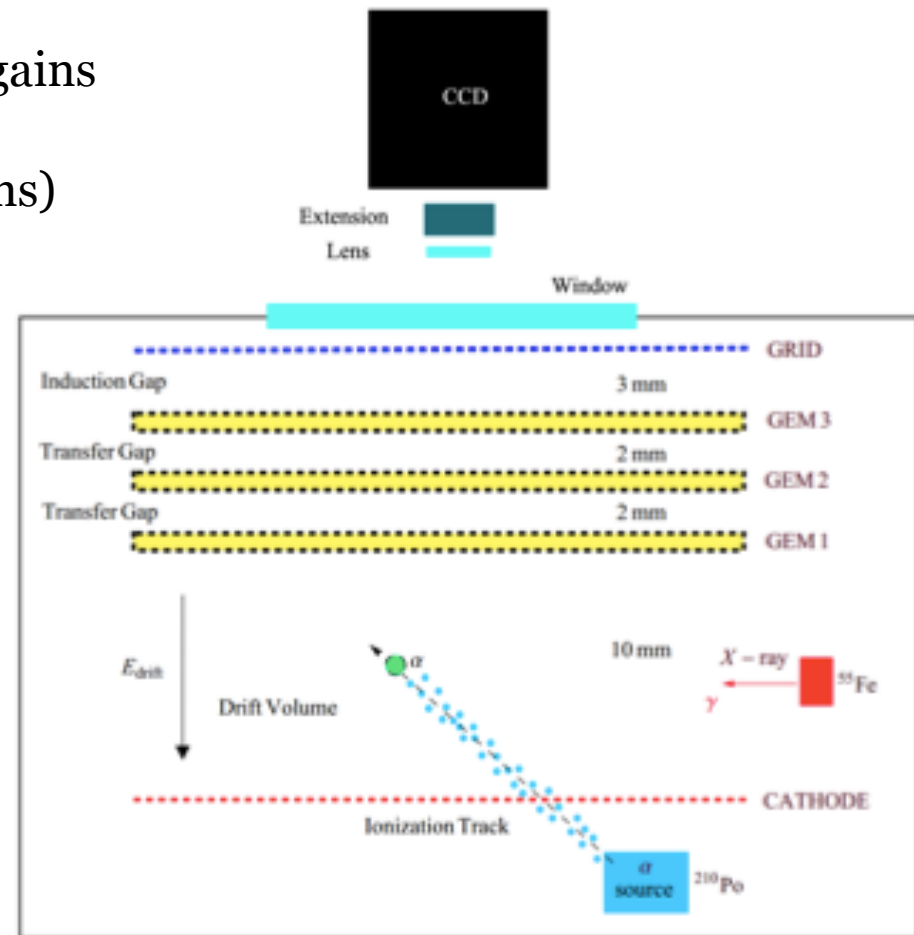 gains
ns)
CCD
Extension
Lens
Window
GRID
Induction Gap
3 mm
GEM 3
Transfer Gap
2 mm
GEM 2
Transfer Gap
2 mm
GEM 1
E_drift
α
10 mm
X – ray
⁵⁵Fe
γ
Drift Volume
CATHODE
Ionization Track
α
source
²¹⁰Po